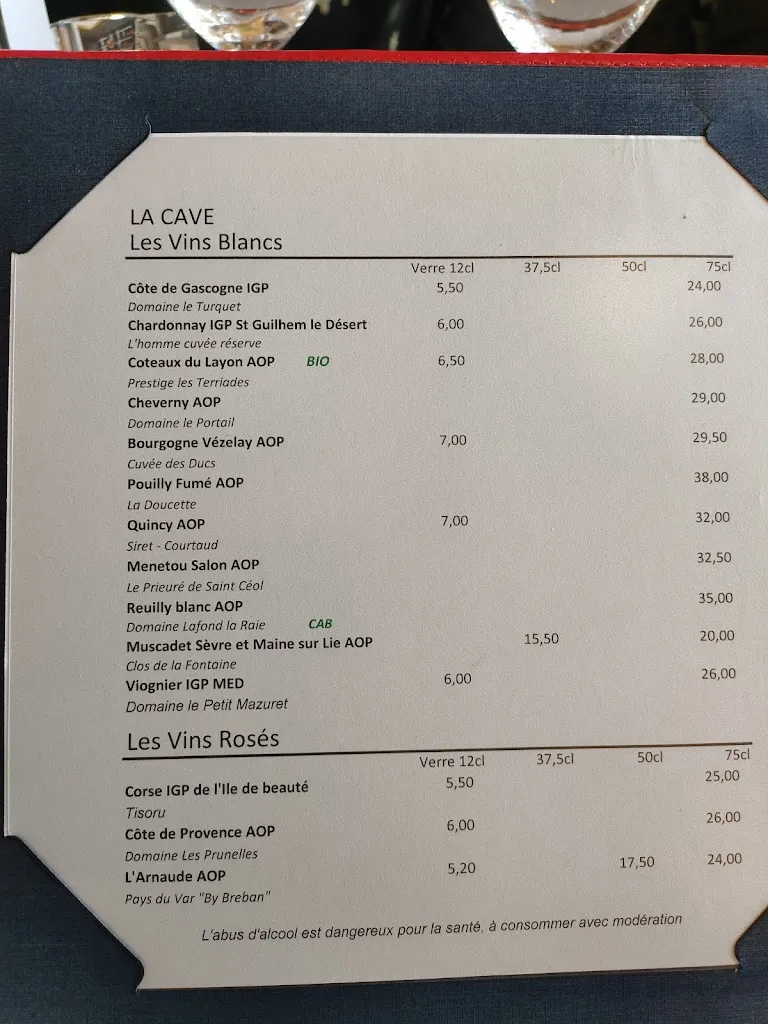 LA CAVE
Les Vins Blancs
Verre 12cl 37,5cl 50cl 75cl
Côte de Gascogne IGP 5,50 24,00
Domaine le Turquet
Chardonnay IGP St Guilhem le Désert 6,00 26,00
L'homme cuvée réserve
Coteaux du Layon AOP BIO 6,50 28,00
Prestige les Terriades
Cheverny AOP 29,00
Domaine le Portail
Bourgogne Vézelay AOP 7,00 29,50
Cuvée des Ducs
Pouilly Fumé AOP 38,00
La Doucette
Quincy AOP 7,00 32,00
Siret - Courtaud
Menetou Salon AOP 32,50
Le Prieuré de Saint Céol
Reuilly blanc AOP 35,00
Domaine Lafond la Raie CAB
Muscadet Sèvre et Maine sur Lie AOP 15,50 20,00
Clos de la Fontaine
Viognier IGP MED 6,00 26,00
Domaine le Petit Mazuret
Les Vins Rosés
Verre 12cl 37,5cl 50cl 75cl
Corse IGP de l'Ile de beauté 5,50 25,00
Tisoru
Côte de Provence AOP 6,00 26,00
Domaine Les Prunelles
L'Arnaude AOP 5,20 17,50 24,00
Pays du Var "By Breban"
L'abus d'alcool est dangereux pour la santé, à consommer avec modération